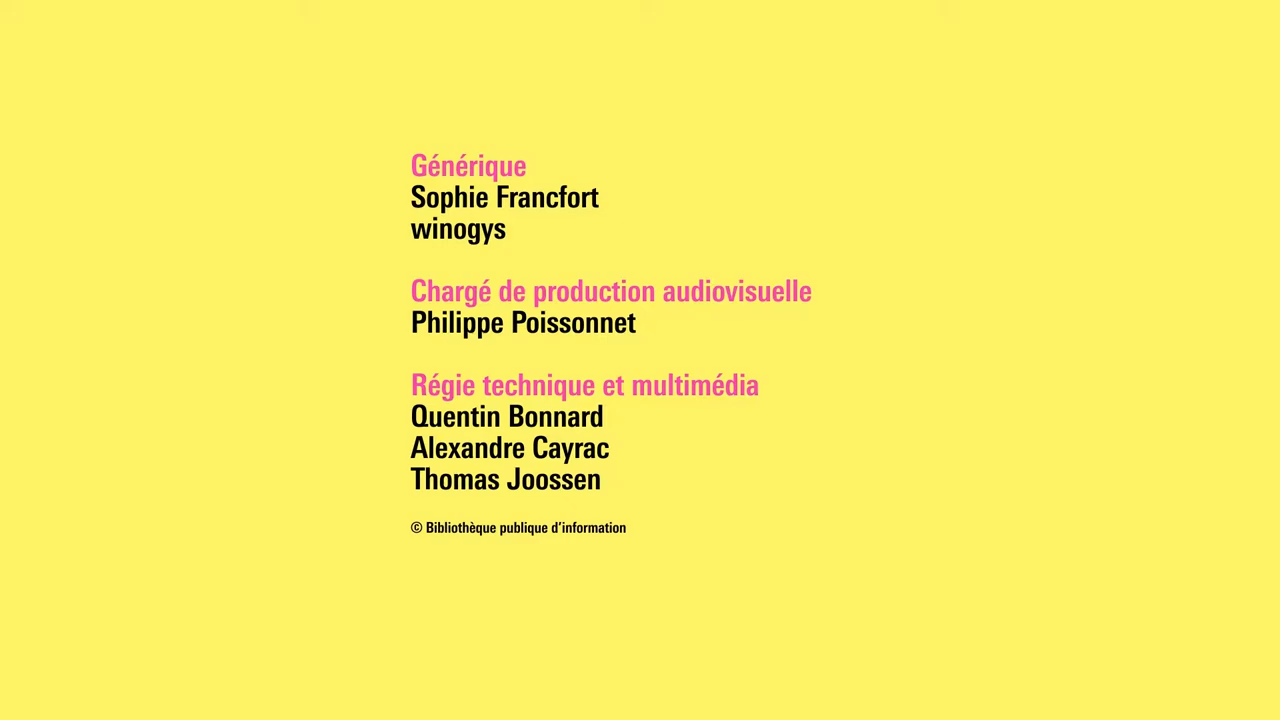 Générique
Sophie Francfort
winogys
Chargé de production audiovisuelle
Philippe Poissonnet
Régie technique et multimédia
Quentin Bonnard
Alexandre Cayrac
Thomas Joossen
© Bibliothèque publique d’information